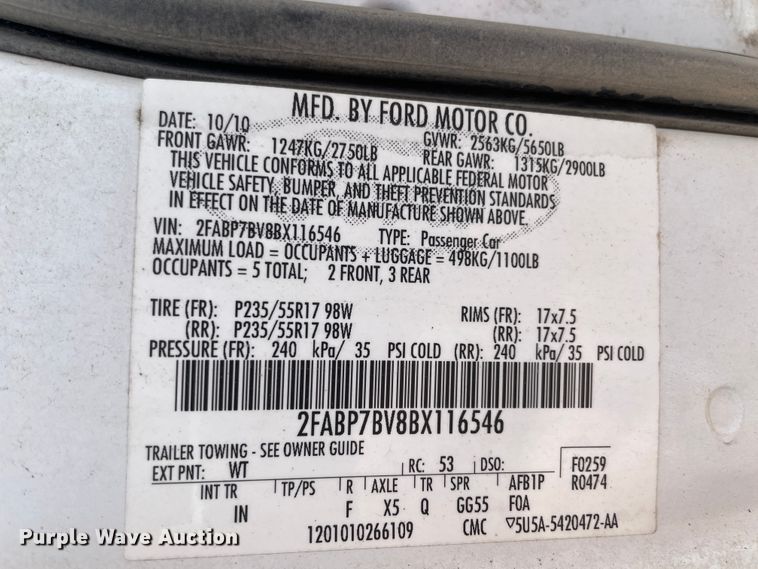 MFD. BY FORD MOTOR CO.
DATE: 10/10 GVWR: 2563KG/5650LB
FRONT GAWR: 1247KG/2750LB REAR GAWR: 1315KG/2900LB
THIS VEHICLE CONFORMS TO ALL APPLICABLE FEDERAL MOTOR
VEHICLE SAFETY, BUMPER, AND THEFT PREVENTION STANDARDS
IN EFFECT ON THE DATE OF MANUFACTURE SHOWN ABOVE.
VIN: 2FABP7BV8BX116546 TYPE: Passenger Car
MAXIMUM LOAD = OCCUPANTS + LUGGAGE = 498KG/1100LB
OCCUPANTS = 5 TOTAL; 2 FRONT, 3 REAR
TIRE (FR): P235/55R17 98W RIMS (FR): 17x7.5
(RR): P235/55R17 98W (RR): 17x7.5
PRESSURE (FR): 240 kPa/ 35 PSI COLD (RR): 240 kPa/ 35 PSI COLD
2FABP7BV8BX116546
TRAILER TOWING - SEE OWNER GUIDE
EXT PNT: WT RC: 53 DSO: F0259
INT TR TP/PS R AXLE TR SPR AFB1P R0474
IN F X5 Q GG55 FOA
1201010266109 CMC 5U5A-5420472-AA
Purple Wave Auction